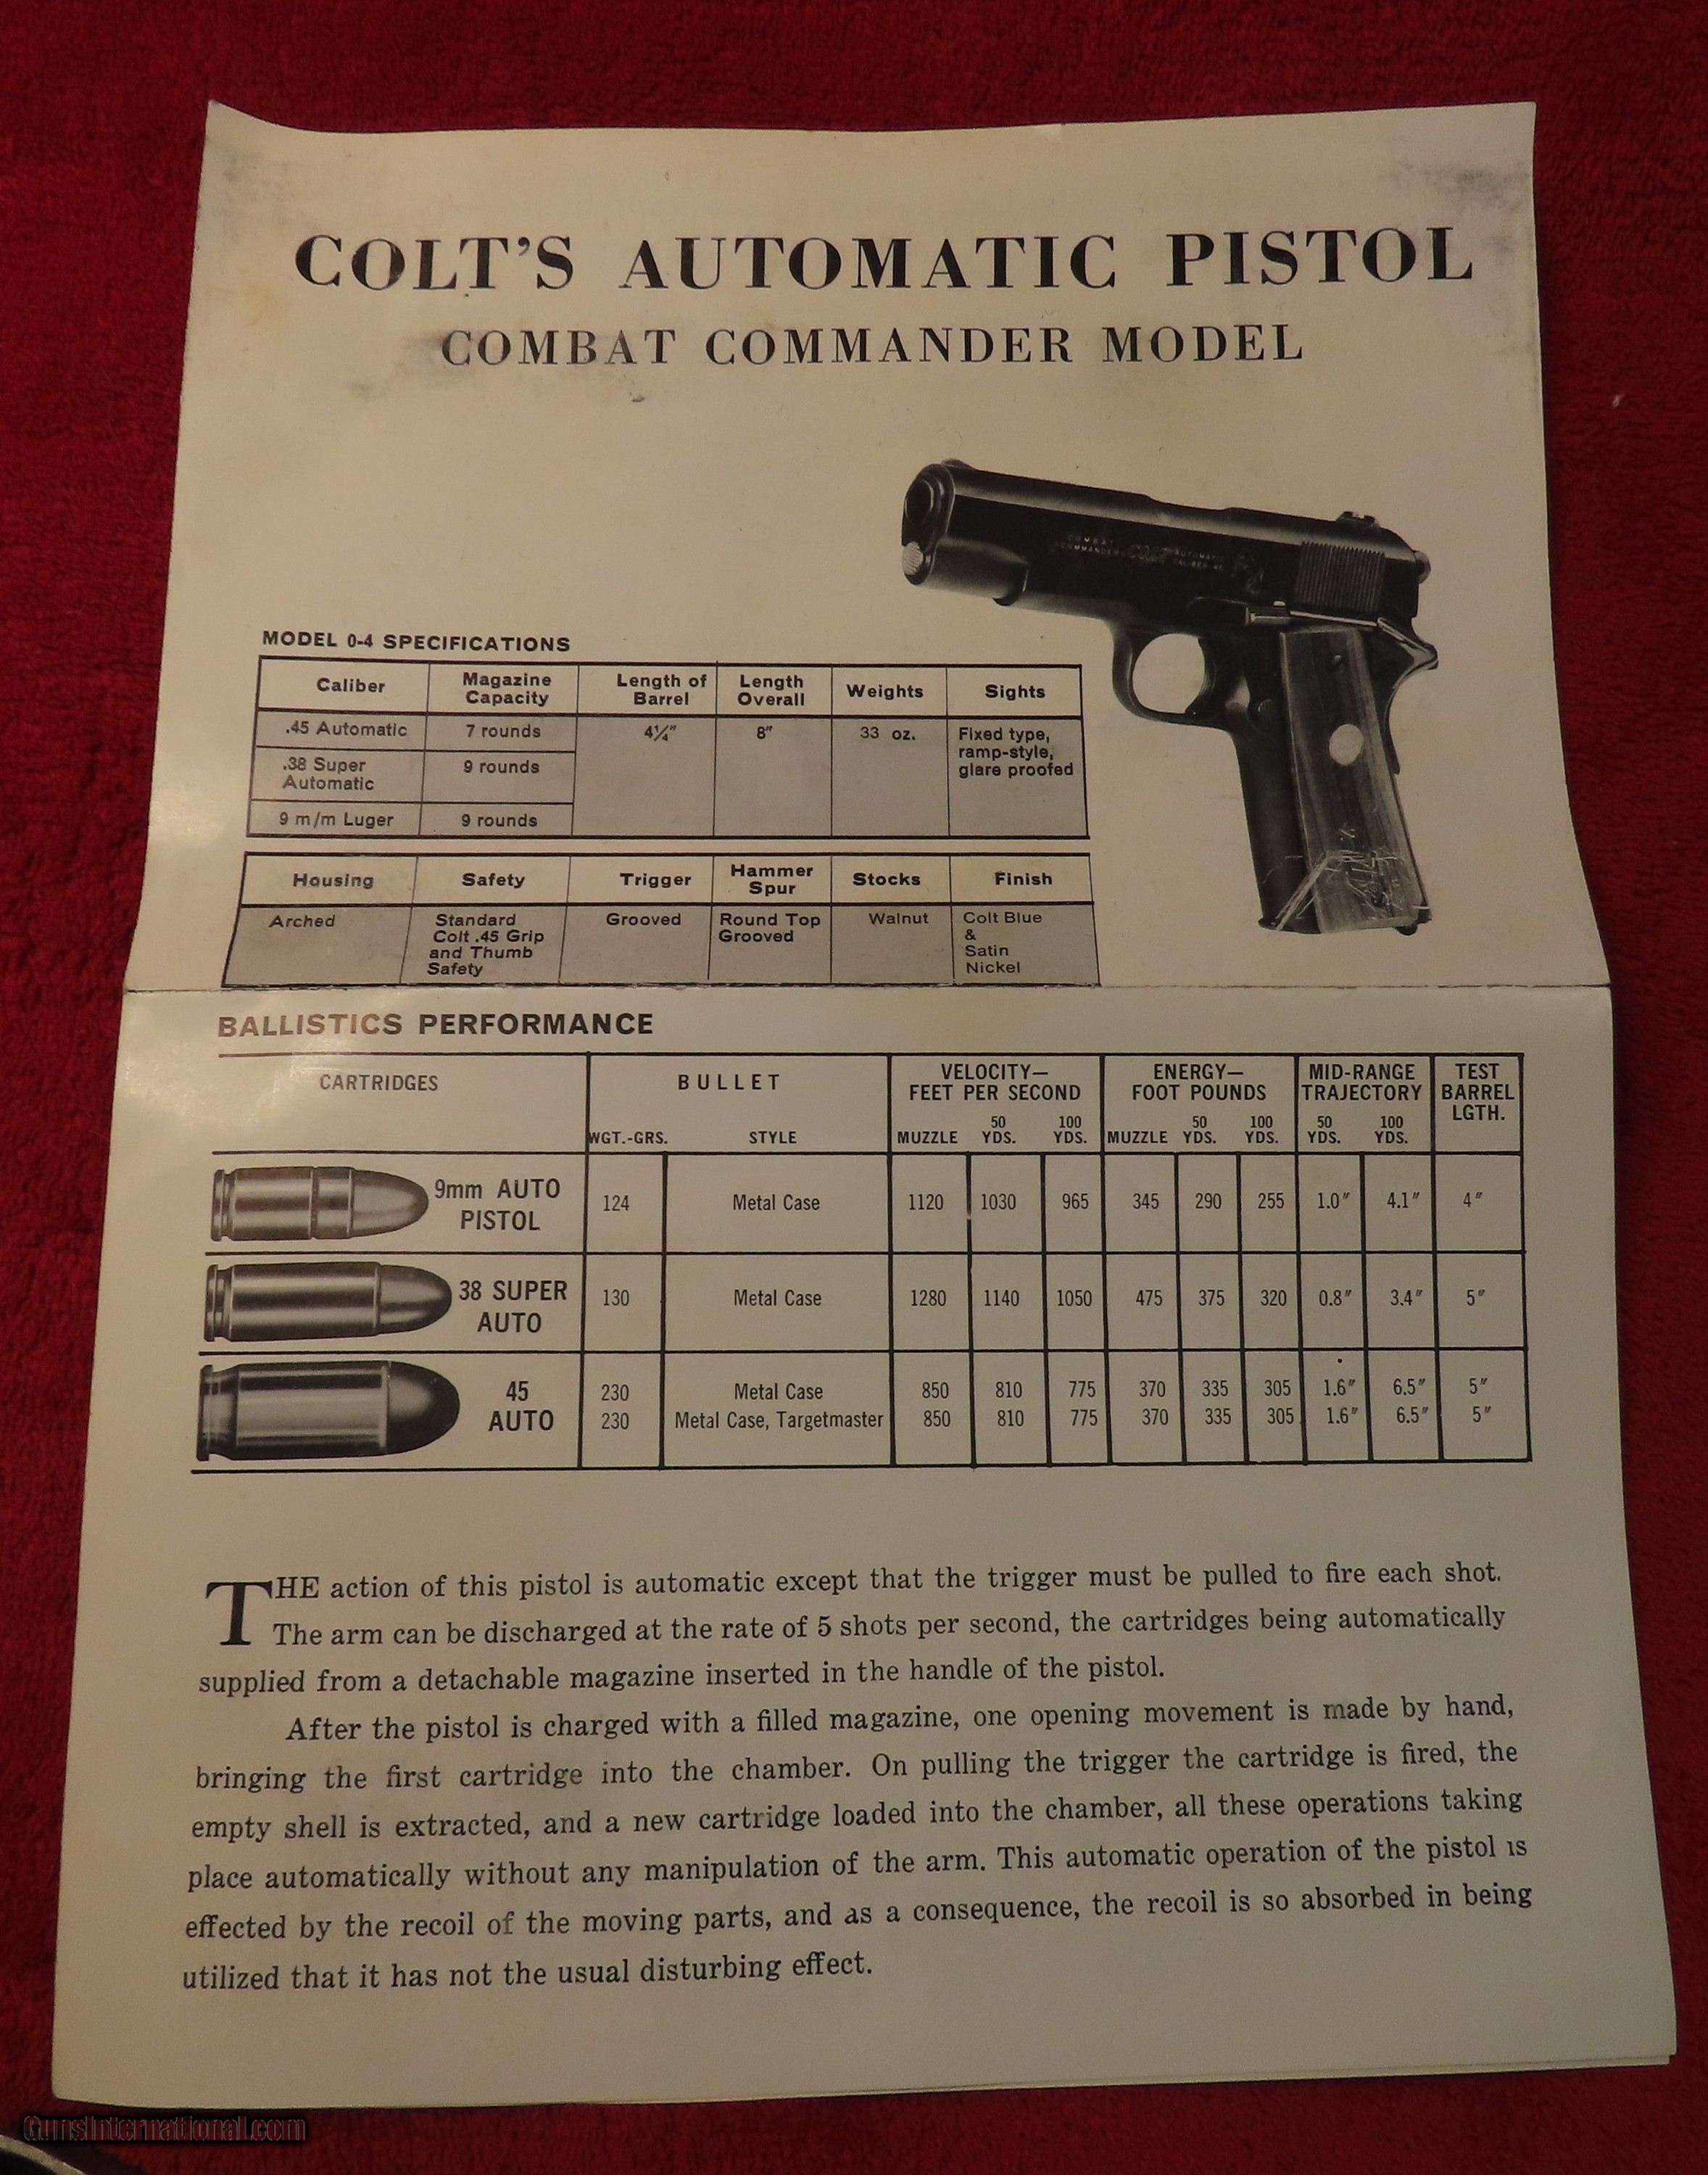 COLT'S AUTOMATIC PISTOL
COMBAT COMMANDER MODEL
COMBAT
COMMANDER COLT AUTOMATIC
CALIBER .45
MODEL 0-4 SPECIFICATIONS
Caliber Magazine Capacity Length of Barrel Length Overall Weights Sights
.45 Automatic 7 rounds 4¼" 8" 33 oz. Fixed type, ramp-style, glare proofed
.38 Super Automatic 9 rounds
9 m/m Luger 9 rounds
Housing Safety Trigger Hammer Spur Stocks Finish
Arched Standard Colt .45 Grip and Thumb Safety Grooved Round Top Grooved Walnut Colt Blue & Satin Nickel
BALLISTICS PERFORMANCE
CARTRIDGES BULLET VELOCITY— FEET PER SECOND ENERGY— FOOT POUNDS MID-RANGE TRAJECTORY TEST BARREL LGTH.
WGT.-GRS. STYLE MUZZLE 50 YDS. 100 YDS. MUZZLE 50 YDS. 100 YDS. 50 YDS. 100 YDS.
9mm AUTO PISTOL 124 Metal Case 1120 1030 965 345 290 255 1.0" 4.1" 4"
38 SUPER AUTO 130 Metal Case 1280 1140 1050 475 375 320 0.8" 3.4" 5"
45 AUTO 230 Metal Case 850 810 775 370 335 305 1.6" 6.5" 5"
230 Metal Case, Targetmaster 850 810 775 370 335 305 1.6" 6.5" 5"
THE action of this pistol is automatic except that the trigger must be pulled to fire each shot.
The arm can be discharged at the rate of 5 shots per second, the cartridges being automatically
supplied from a detachable magazine inserted in the handle of the pistol.
After the pistol is charged with a filled magazine, one opening movement is made by hand,
bringing the first cartridge into the chamber. On pulling the trigger the cartridge is fired, the
empty shell is extracted, and a new cartridge loaded into the chamber, all these operations taking
place automatically without any manipulation of the arm. This automatic operation of the pistol is
effected by the recoil of the moving parts, and as a consequence, the recoil is so absorbed in being
utilized that it has not the usual disturbing effect.
GunsInternational.com